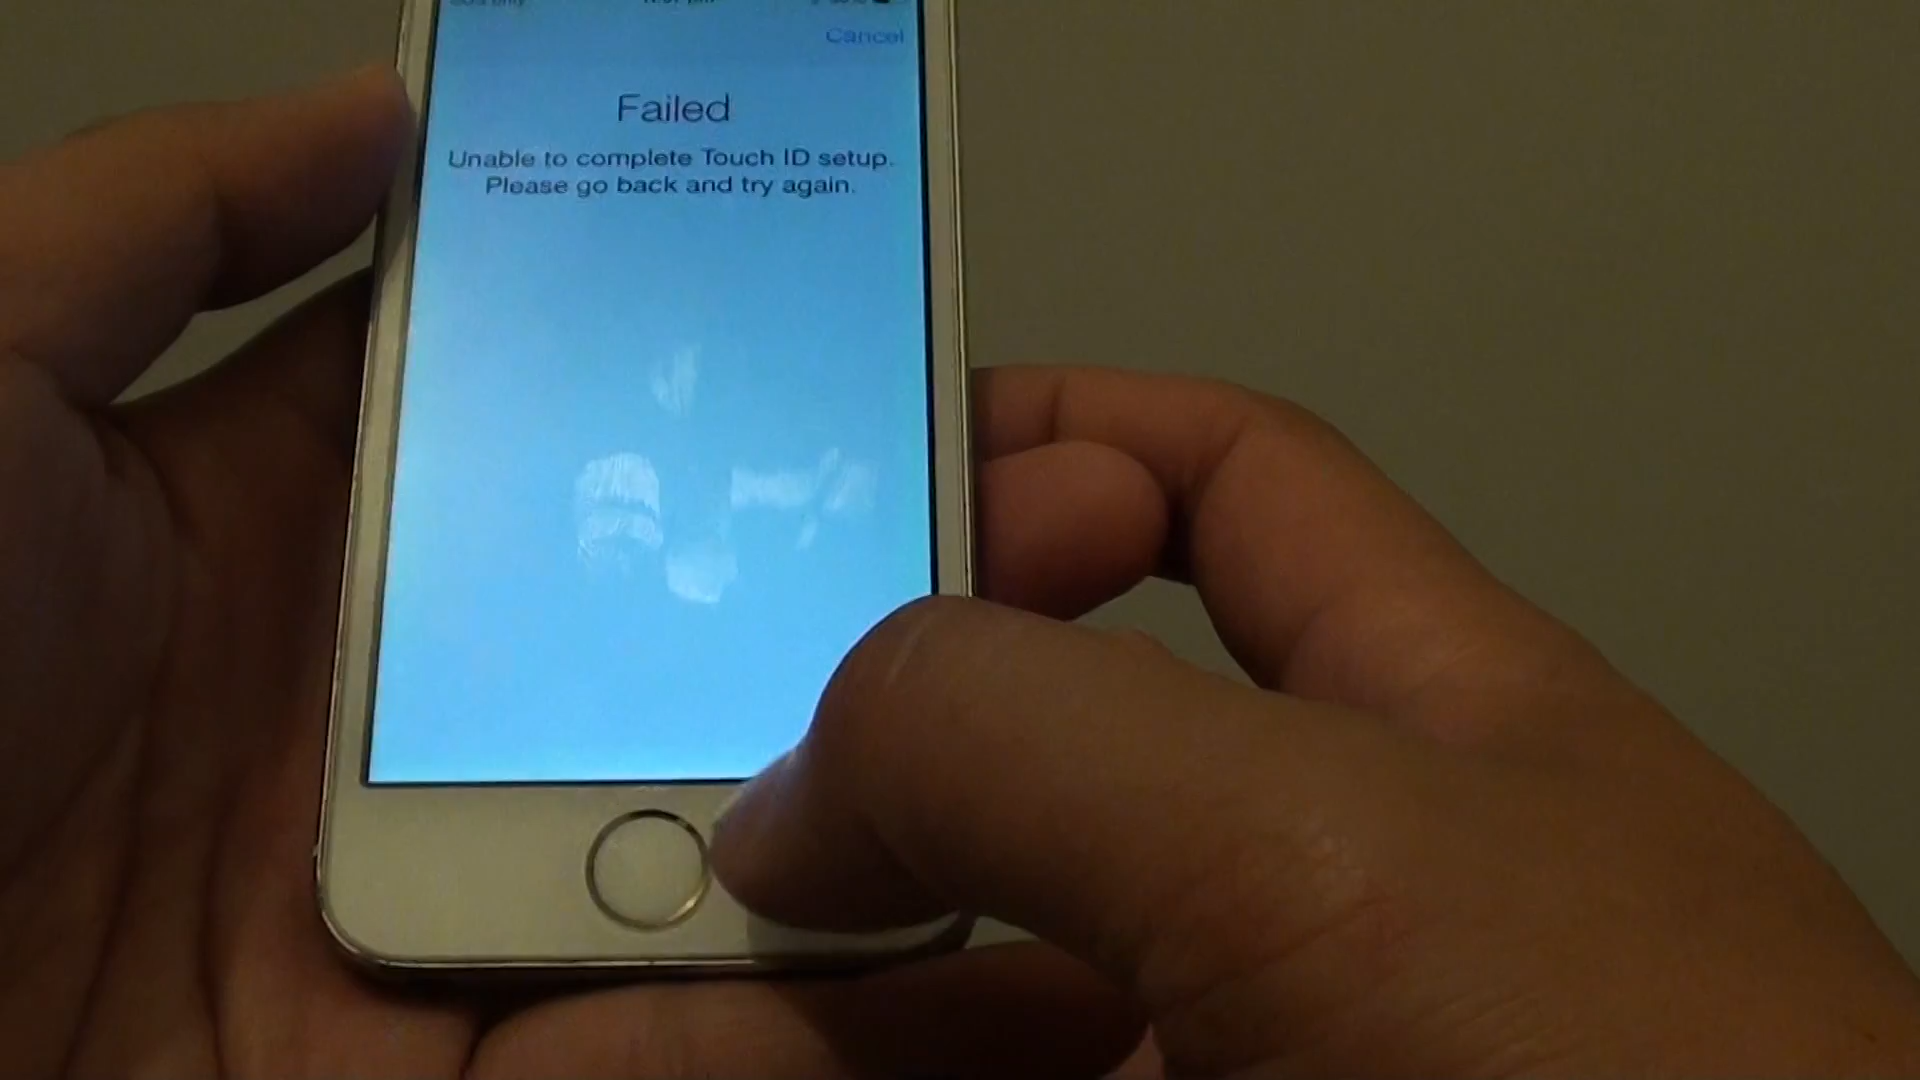 Cancel
Failed
Unable to complete Touch ID setup.
Please go back and try again.